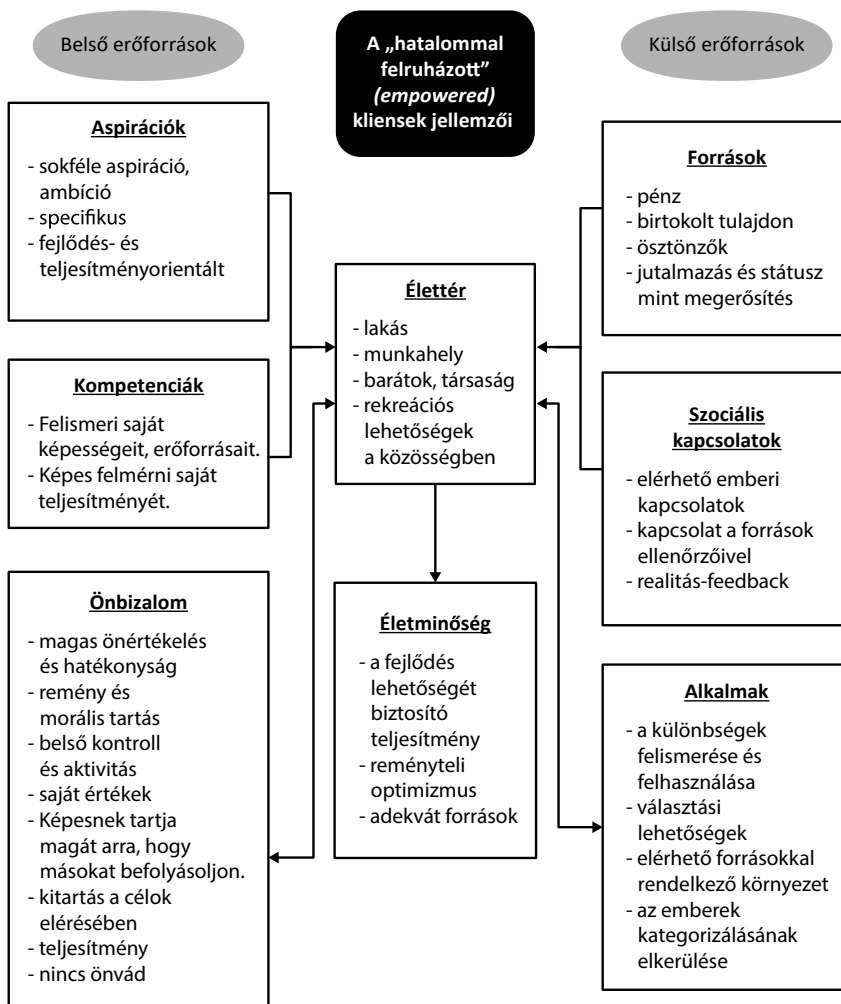 Belső erőforrások
A „hatalommal
felruházott”
(empowered)
kliensek jellemzői
Külső erőforrások
Aspirációk
- sokféle aspiráció,
ambíció
- specifikus
- fejlődés- és
teljesítményorientált
Kompetenciák
- Felismeri saját
képességeit, erőforrásait.
- Képes felmérni saját
teljesítményét.
Önbizalom
- magas önértékelés
és hatékonyság
- remény és
morális tartás
- belső kontroll
és aktivitás
- saját értékek
- Képesnek tartja
magát arra, hogy
másokat befolyásoljon.
- kitartás a célok
elérésében
- teljesítmény
- nincs önvád
Élettér
- lakás
- munkahely
- barátok, társaság
- rekreációs
lehetőségek
a közösségben
Életminőség
- a fejlődés
lehetőségét
biztosító
teljesítmény
- reményteli
optimizmus
- adekvát források
Források
- pénz
- birtokolt tulajdon
- ösztönzők
- jutalmazás és státusz
mint megerősítés
Szociális
kapcsolatok
- elérhető emberi
kapcsolatok
- kapcsolat a források
ellenőrzőivel
- realitás-feedback
Alkalmak
- a különbségek
felismerése és
felhasználása
- választási
lehetőségek
- elérhető forrásokkal
rendelkező környezet
- az emberek
kategorizálásának
elkerülése